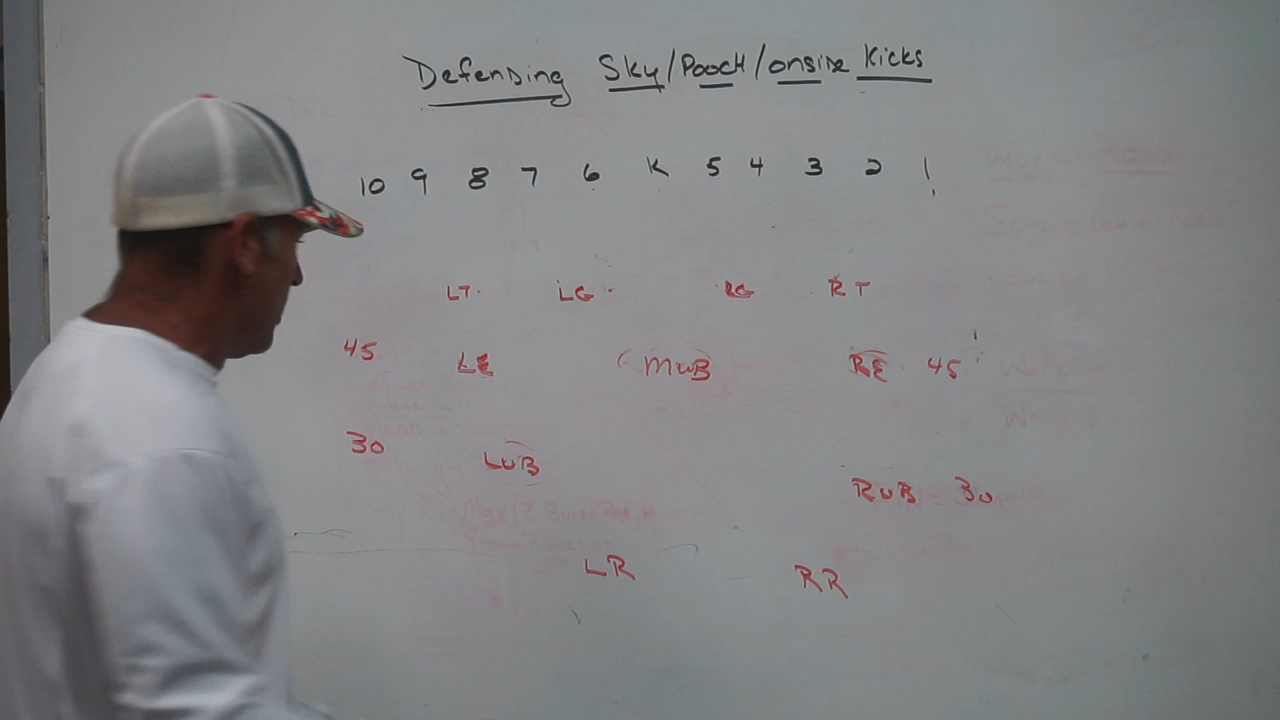 Defending Sky/Pooch/onside Kicks
10 9 8 7 6 K 5 4 3 2 1
LT LG RG RT
45 LE MUB RE 45
30 LUB
RUB 30
LR RR